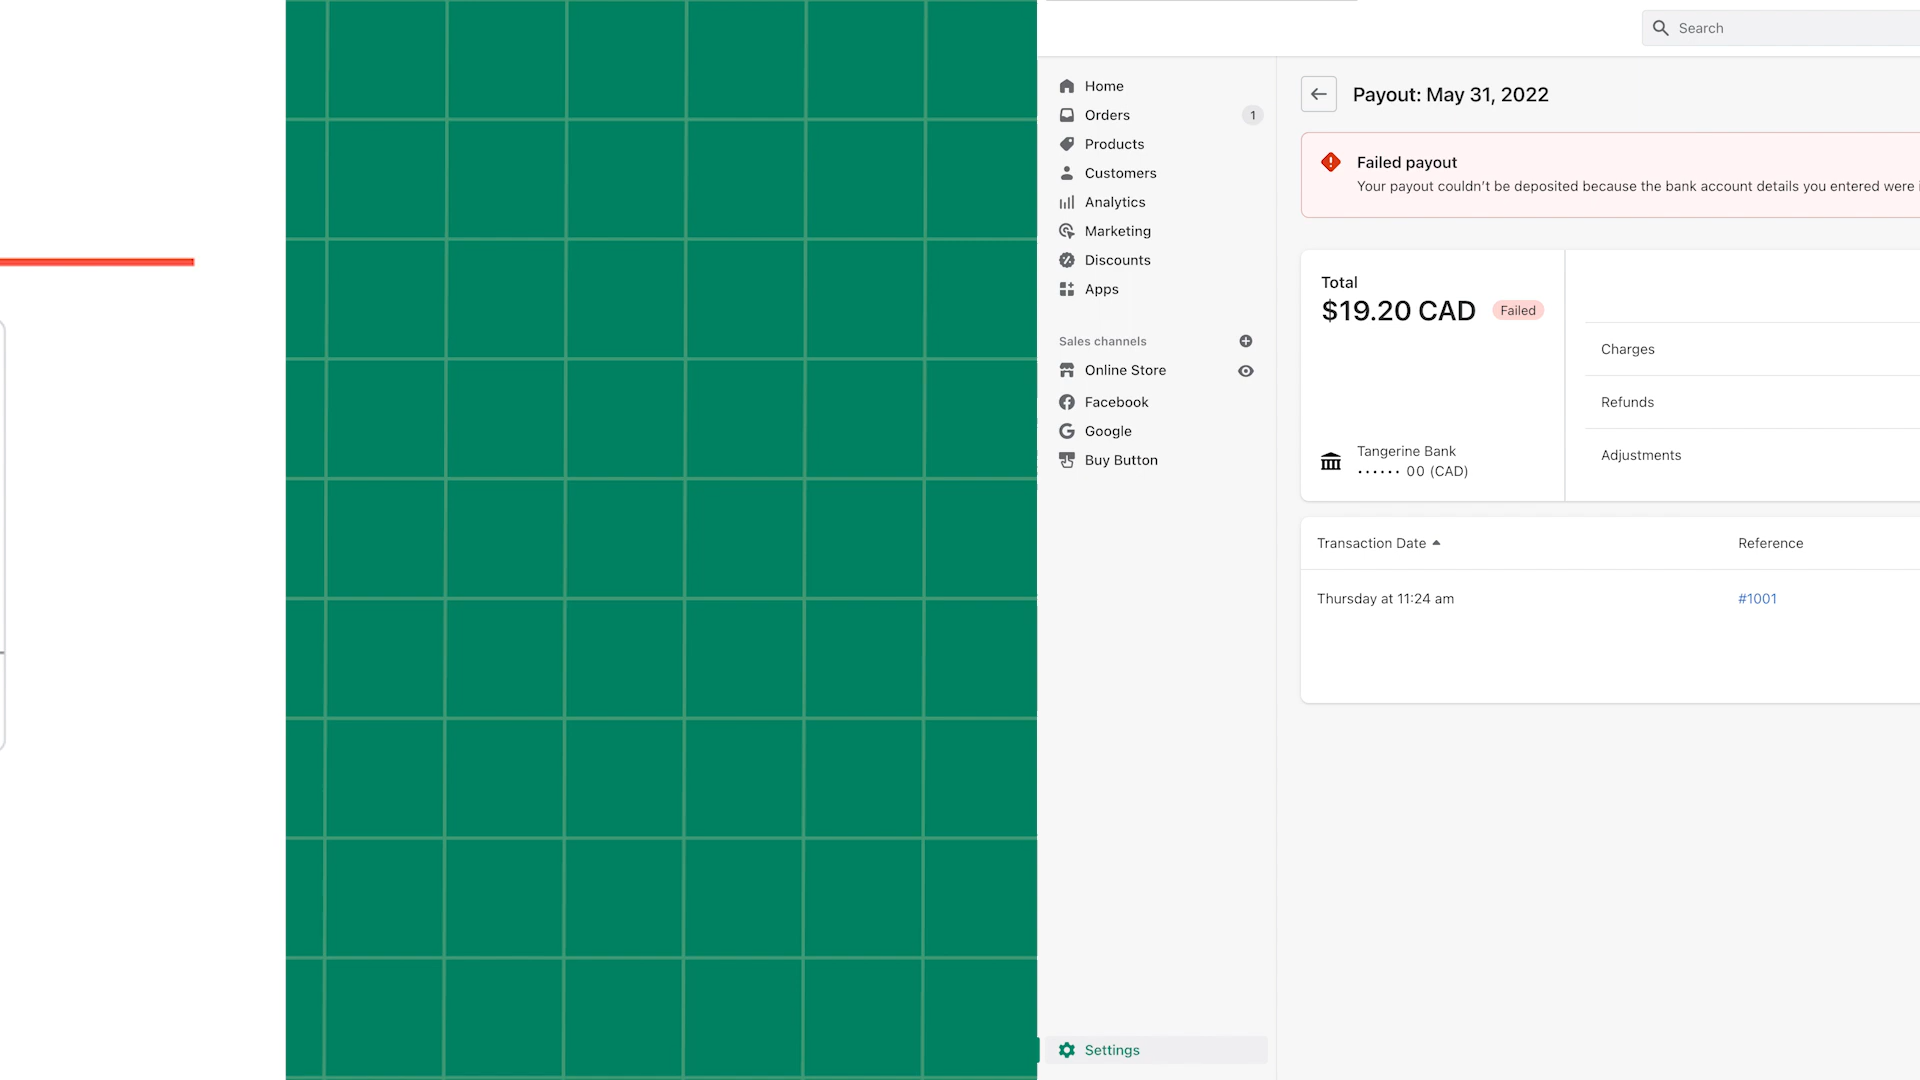 Search
Home
Orders 1
Products
Customers
Analytics
Marketing
Discounts
Apps
Sales channels
Online Store
Facebook
Google
Buy Button
Settings
Payout: May 31, 2022
Failed payout
Your payout couldn’t be deposited because the bank account details you entered were
Total
$19.20 CAD Failed
Tangerine Bank
•••••• 00 (CAD)
Charges
Refunds
Adjustments
Transaction Date Reference
Thursday at 11:24 am #1001